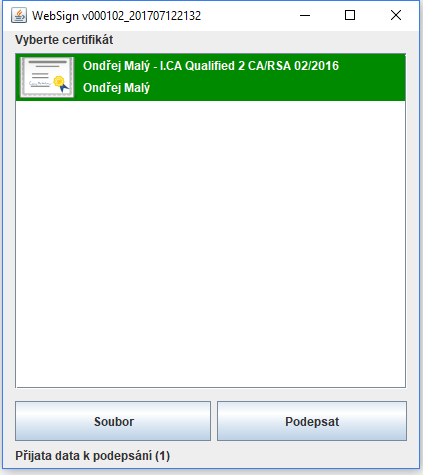 WebSign v000102_201707122132
Vyberte certifikát
Ondřej Malý - I.CA Qualified 2 CA/RSA 02/2016
Ondřej Malý
Soubor
Podepsat
Přijata data k podepsání (1)